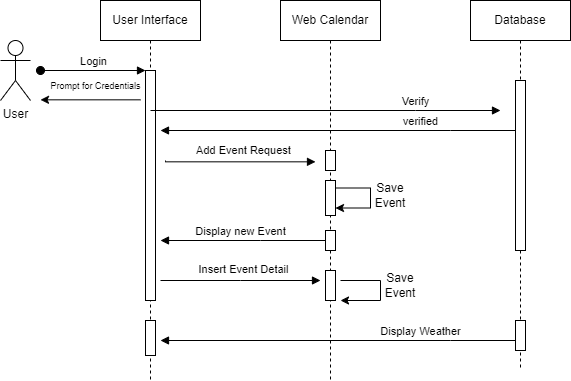 User Interface
Web Calendar
Database
Login
Prompt for Credentials
User
Verify
verified
Add Event Request
Save
Event
Display new Event
Insert Event Detail
Save
Event
Display Weather